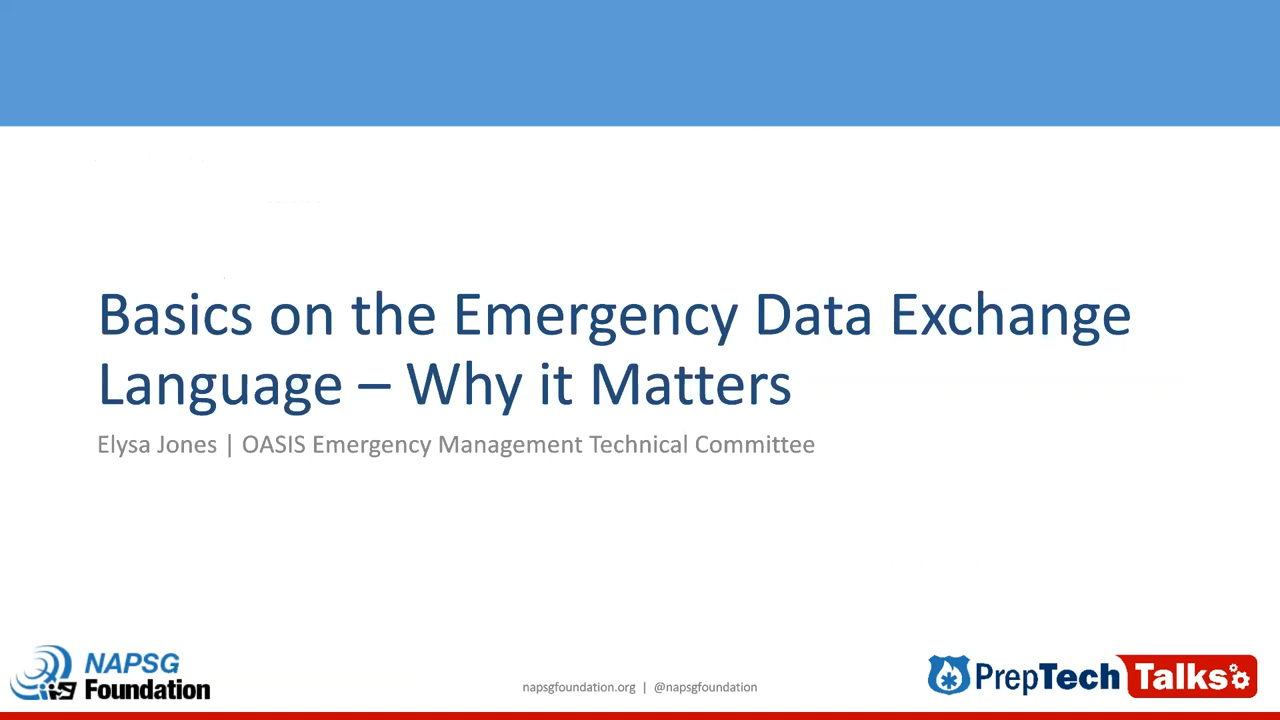 Basics on the Emergency Data Exchange
Language – Why it Matters
Elysa Jones | OASIS Emergency Management Technical Committee
NAPSG
Foundation
napsgfoundation.org | @napsgfoundation
PrepTech Talks